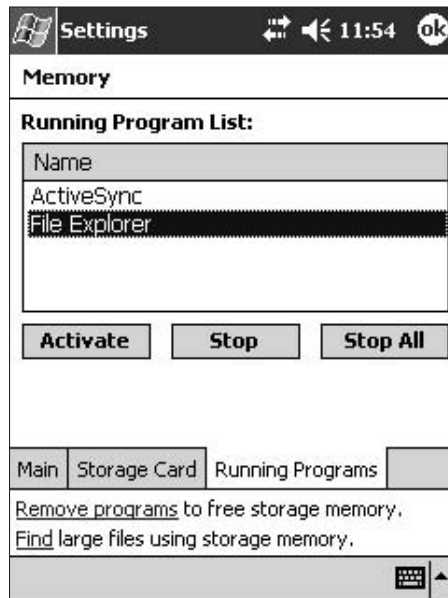 Settings 11:54 ok
Memory
Running Program List:
Name
ActiveSync
File Explorer
Activate Stop Stop All
Main Storage Card Running Programs
Remove programs to free storage memory.
Find large files using storage memory.